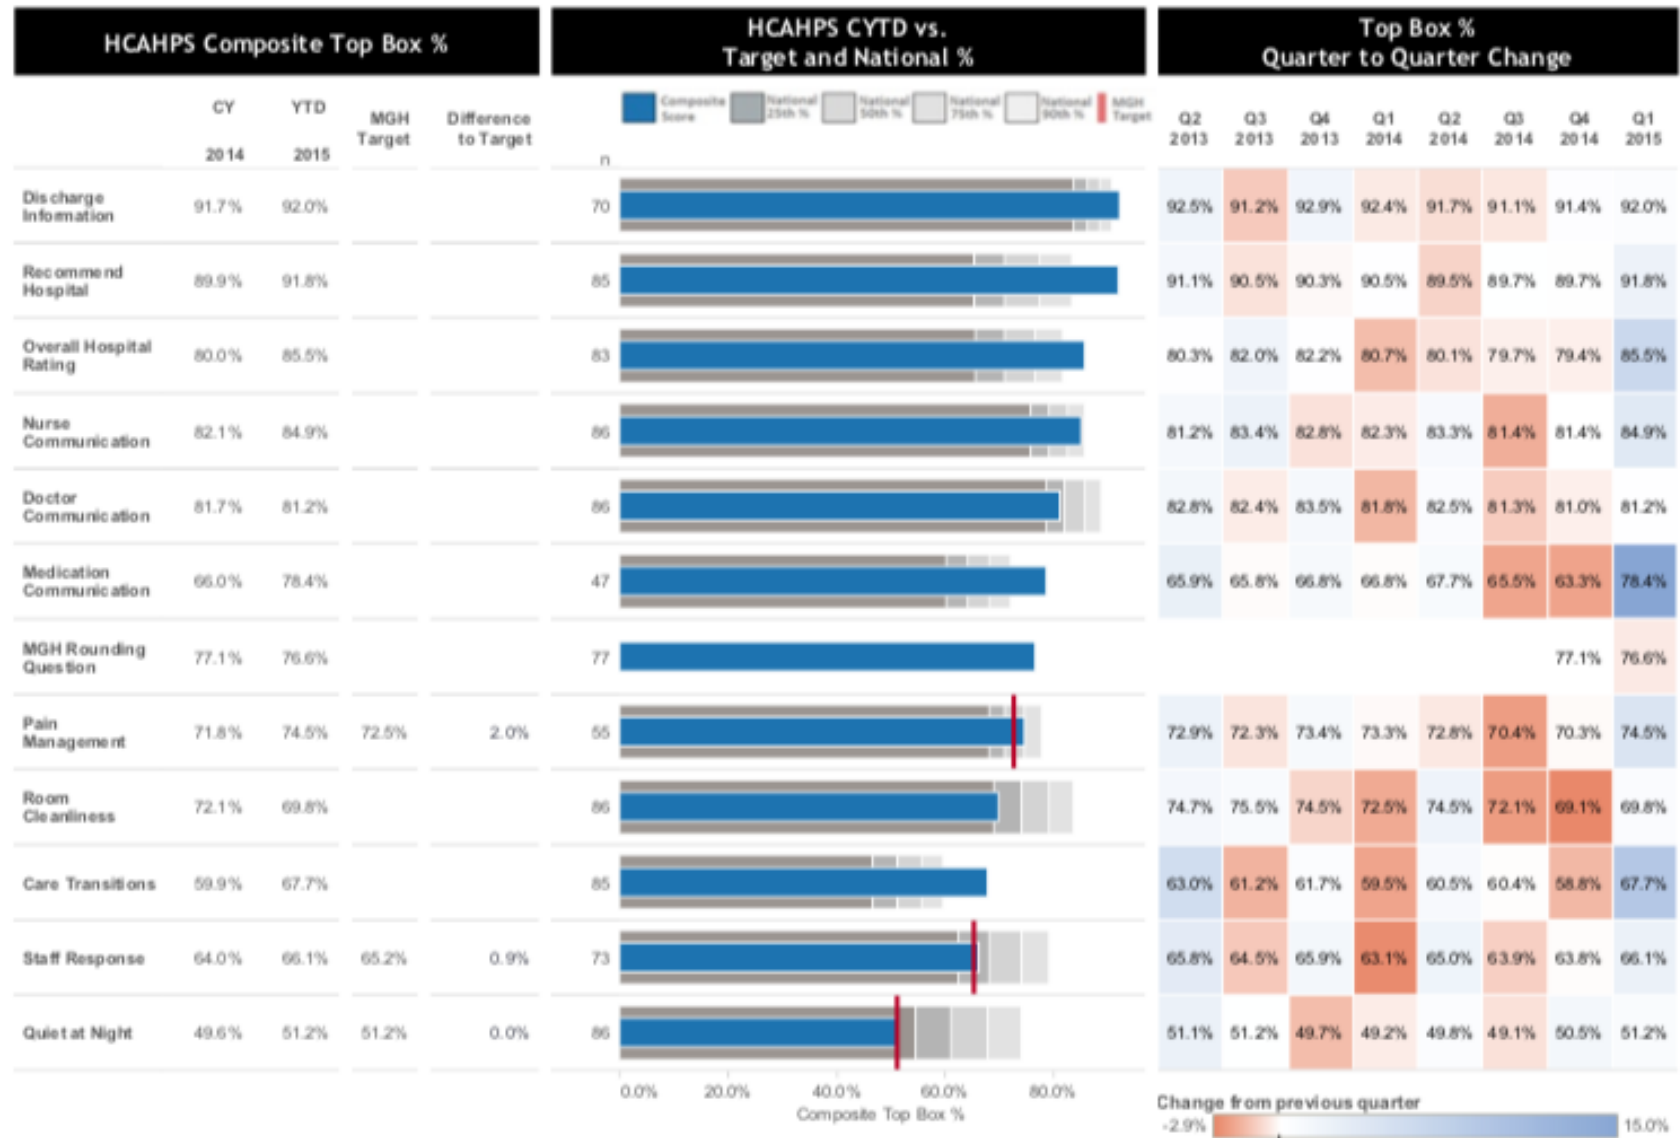 HCAHPS Composite Top Box %
HCAHPS CYTD vs.
Target and National %
Top Box %
Quarter to Quarter Change
CY
2014
YTD
2015
MGH
Target
Difference
to Target
n
Composite
Score
National
25th %
National
50th %
National
75th %
National
90th %
MGH
Target
Q2
2013
Q3
2013
Q4
2013
Q1
2014
Q2
2014
Q3
2014
Q4
2014
Q1
2015
Discharge
Information
91.7% 92.0% 70 92.5% 91.2% 92.9% 92.4% 91.7% 91.1% 91.4% 92.0%
Recommend
Hospital
89.9% 91.8% 85 91.1% 90.5% 90.3% 90.5% 89.5% 89.7% 89.7% 91.8%
Overall Hospital
Rating
80.0% 85.5% 83 80.3% 82.0% 82.2% 80.7% 80.1% 79.7% 79.4% 85.5%
Nurse
Communication
82.1% 84.9% 86 81.2% 83.4% 82.8% 82.3% 83.3% 81.4% 81.4% 84.9%
Doctor
Communication
81.7% 81.2% 86 82.8% 82.4% 83.5% 81.8% 82.5% 81.3% 81.0% 81.2%
Medication
Communication
66.0% 78.4% 47 65.9% 65.8% 66.8% 66.8% 67.7% 65.5% 63.3% 78.4%
MGH Rounding
Question
77.1% 76.6% 77 77.1% 76.6%
Pain
Management
71.8% 74.5% 72.5% 2.0% 55 72.9% 72.3% 73.4% 73.3% 72.8% 70.4% 70.3% 74.5%
Room
Cleanliness
72.1% 69.8% 86 74.7% 75.5% 74.5% 72.5% 74.5% 72.1% 69.1% 69.8%
Care Transitions 59.9% 67.7% 85 63.0% 61.2% 61.7% 59.5% 60.5% 60.4% 58.8% 67.7%
Staff Response 64.0% 66.1% 65.2% 0.9% 73 65.8% 64.5% 65.9% 63.1% 65.0% 63.9% 63.8% 66.1%
Quiet at Night 49.6% 51.2% 51.2% 0.0% 86 51.1% 51.2% 49.7% 49.2% 49.8% 49.1% 50.5% 51.2%
0.0% 20.0% 40.0% 60.0% 80.0%
Composite Top Box %
Change from previous quarter
-2.9% 15.0%